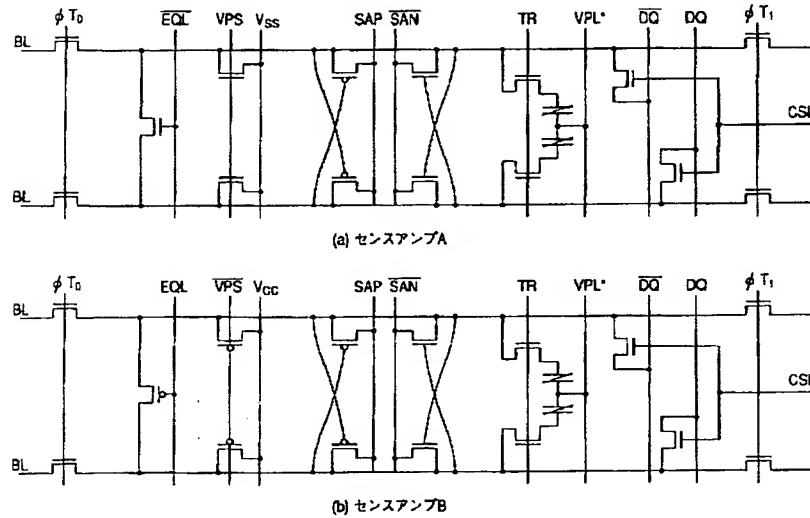 φT₀ EQL̅ VPS VSS SAP SAN̅ TR VPL* DQ̅ DQ φT₁
BL
CSL
BL
(a) センスアンプA
φT₀ EQL VPS̅ VCC SAP SAN̅ TR VPL* DQ̅ DQ φT₁
BL
CSL
BL
(b) センスアンプB